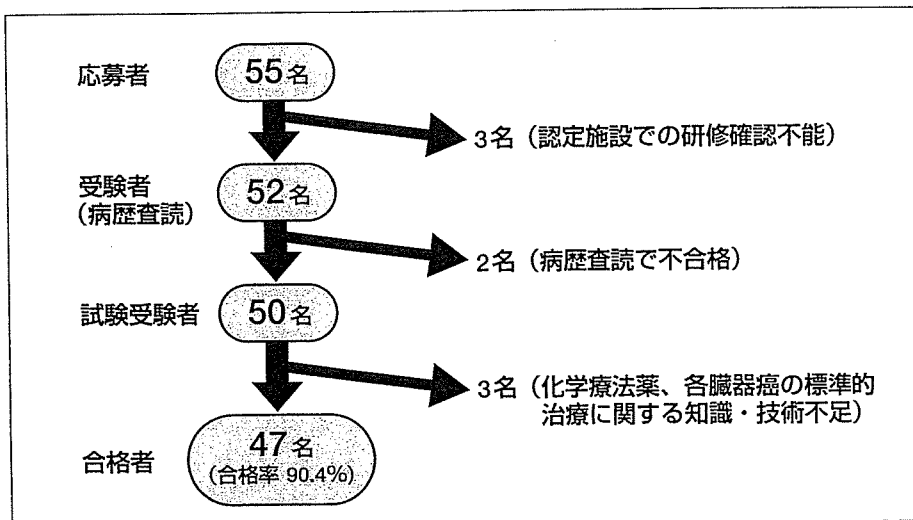 応募者
55名
3名（認定施設での研修確認不能）
受験者
（病歴査読）
52名
2名（病歴査読で不合格）
試験受験者
50名
3名（化学療法薬、各臓器癌の標準的
治療に関する知識・技術不足）
合格者
47名
(合格率 90.4%)